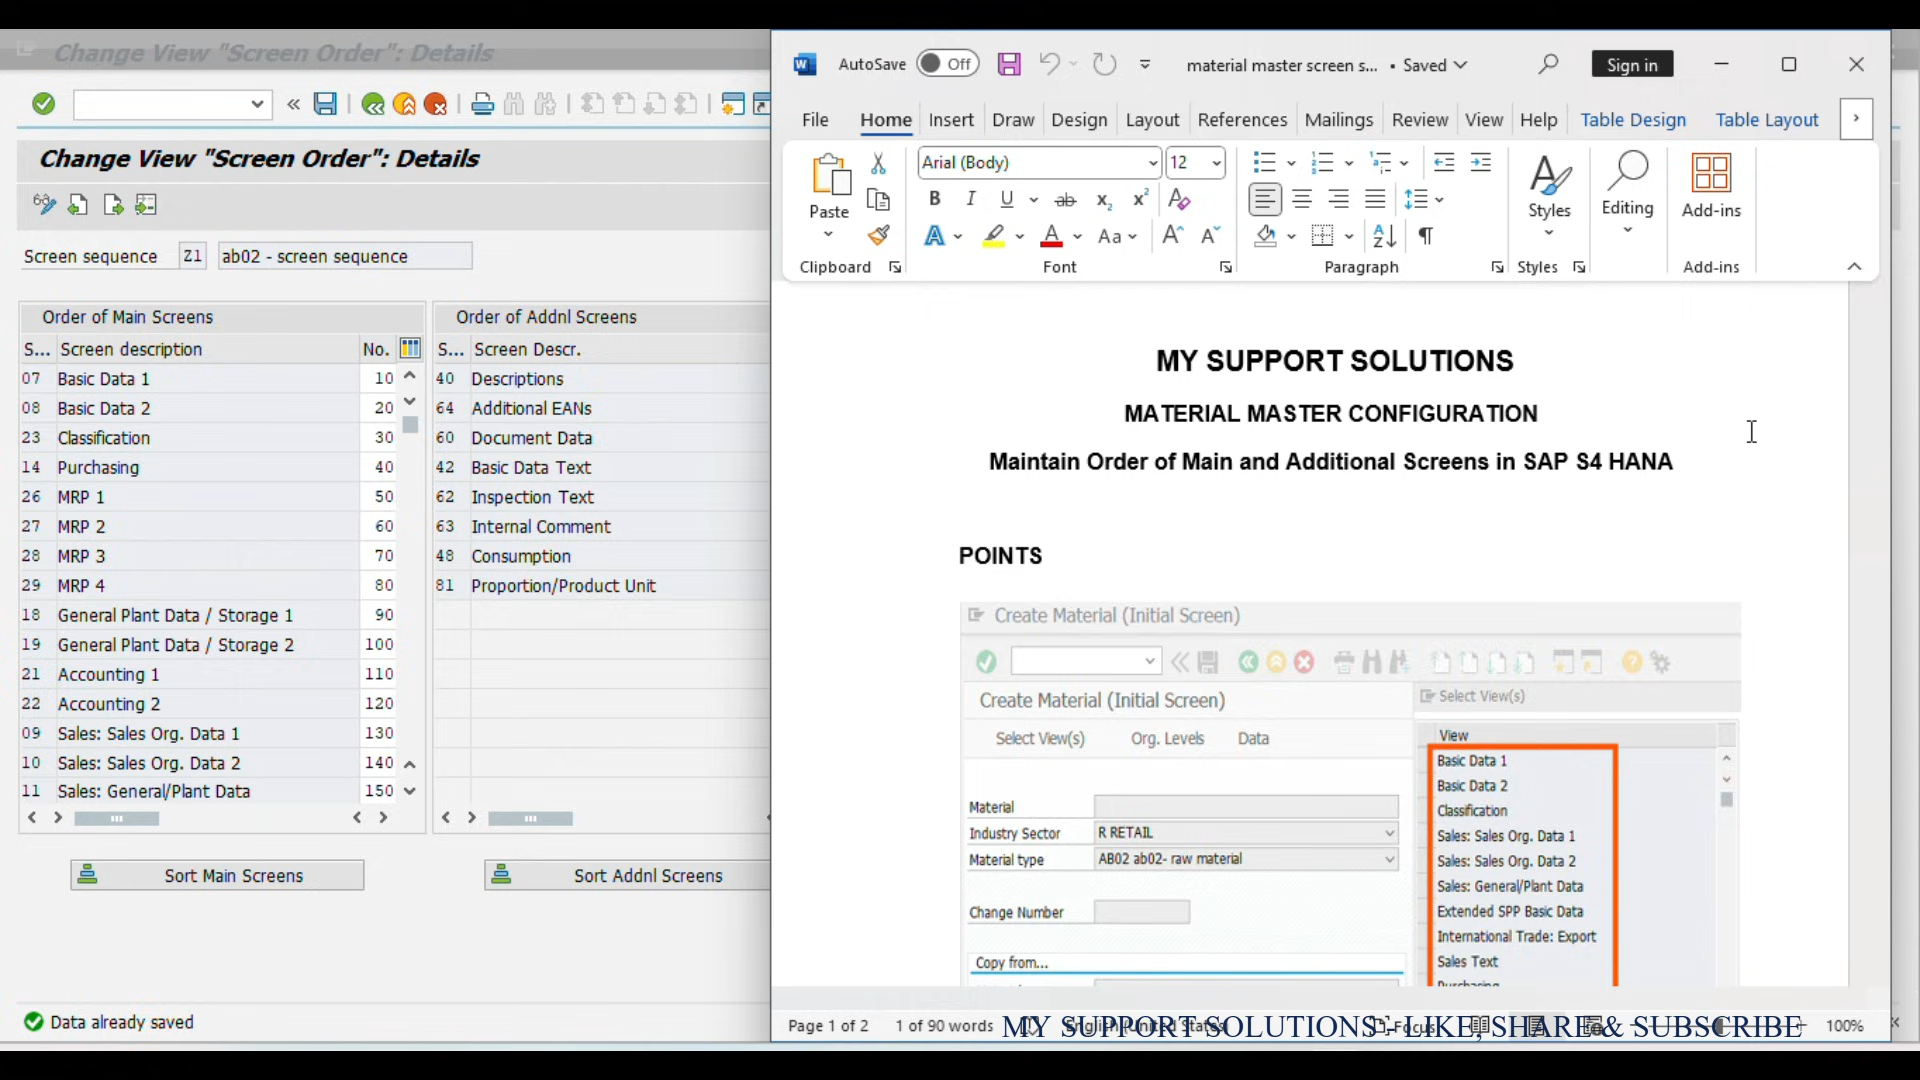 Change View "Screen Order": Details
Change View "Screen Order": Details
Screen sequence Z1 ab02 - screen sequence
Order of Main Screens
S... Screen description No.
07 Basic Data 1 10
08 Basic Data 2 20
23 Classification 30
14 Purchasing 40
26 MRP 1 50
27 MRP 2 60
28 MRP 3 70
29 MRP 4 80
18 General Plant Data / Storage 1 90
19 General Plant Data / Storage 2 100
21 Accounting 1 110
22 Accounting 2 120
09 Sales: Sales Org. Data 1 130
10 Sales: Sales Org. Data 2 140
11 Sales: General/Plant Data 150
Sort Main Screens
Order of Addnl Screens
S... Screen Descr.
40 Descriptions
64 Additional EANs
60 Document Data
42 Basic Data Text
62 Inspection Text
63 Internal Comment
48 Consumption
81 Proportion/Product Unit
Sort Addnl Screens
Data already saved
AutoSave Off material master screen s... • Saved Sign in
File Home Insert Draw Design Layout References Mailings Review View Help Table Design Table Layout
Arial (Body) 12
Paste
Styles
Editing
Add-ins
Clipboard Font Paragraph Styles Add-ins
MY SUPPORT SOLUTIONS
MATERIAL MASTER CONFIGURATION
Maintain Order of Main and Additional Screens in SAP S4 HANA
POINTS
Create Material (Initial Screen)
Create Material (Initial Screen)
Select View(s) Org. Levels Data
Material
Industry Sector R RETAIL
Material type AB02 ab02- raw material
Change Number
Copy from...
Select View(s)
View
Basic Data 1
Basic Data 2
Classification
Sales: Sales Org. Data 1
Sales: Sales Org. Data 2
Sales: General/Plant Data
Extended SPP Basic Data
International Trade: Export
Sales Text
Purchasing
Page 1 of 2 1 of 90 words English (United States) Focus 100%
MY SUPPORT SOLUTIONS - LIKE, SHARE & SUBSCRIBE